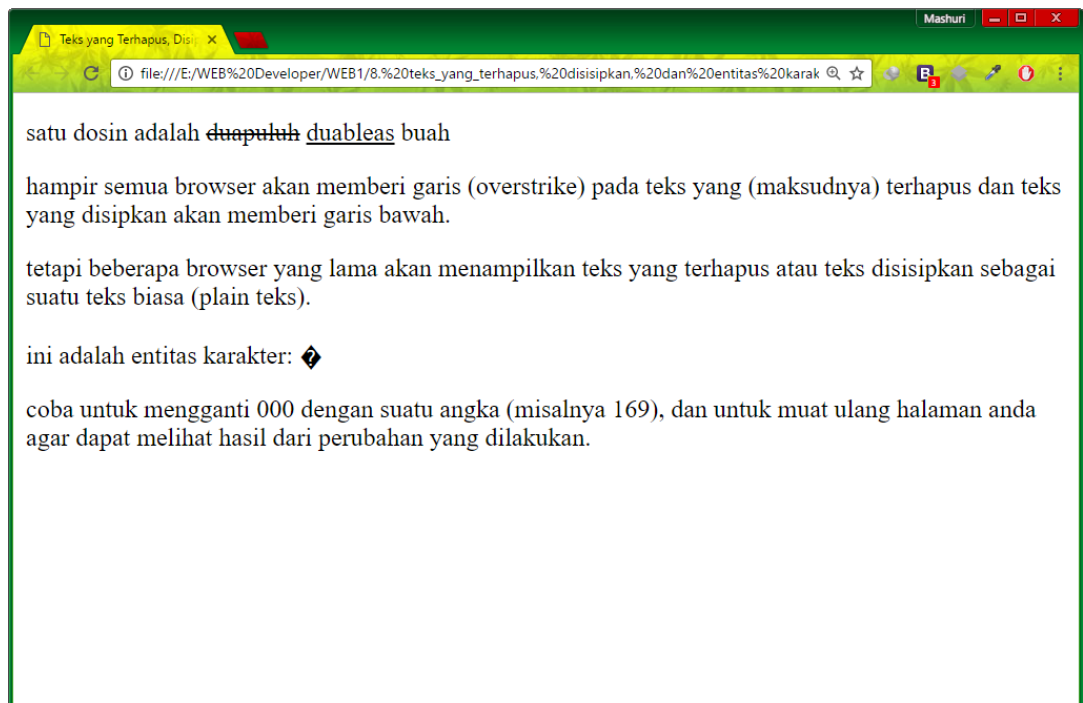 Mashuri
Teks yang Terhapus, Disip
file:///E:/WEB%20Developer/WEB1/8.%20teks_yang_terhapus,%20disisipkan,%20dan%20entitas%20karak
satu dosin adalah duapuluh duableas buah
hampir semua browser akan memberi garis (overstrike) pada teks yang (maksudnya) terhapus dan teks
yang disipkan akan memberi garis bawah.
tetapi beberapa browser yang lama akan menampilkan teks yang terhapus atau teks disisipkan sebagai
suatu teks biasa (plain teks).
ini adalah entitas karakter: �
coba untuk mengganti 000 dengan suatu angka (misalnya 169), dan untuk muat ulang halaman anda
agar dapat melihat hasil dari perubahan yang dilakukan.